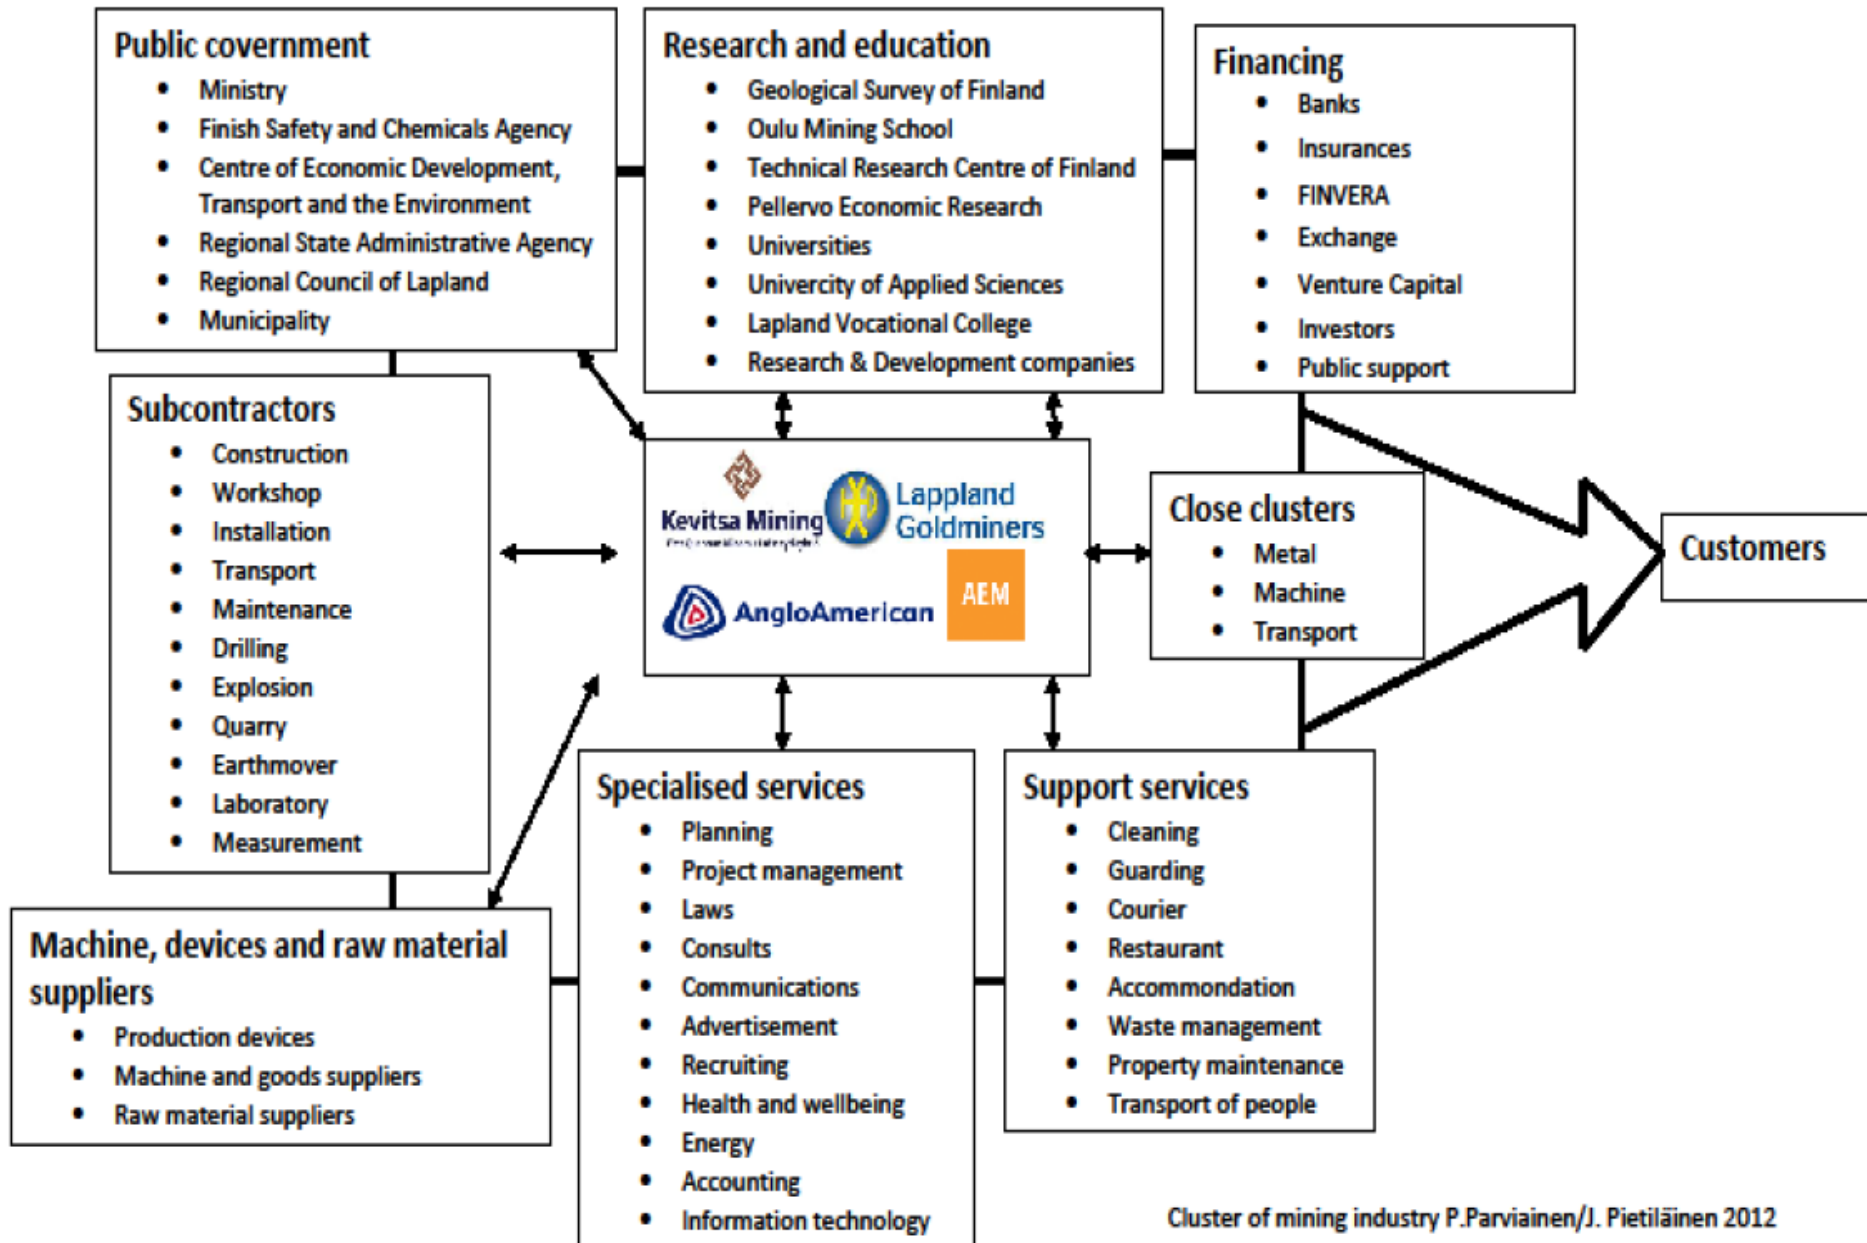 Public covernment
• Ministry
• Finish Safety and Chemicals Agency
• Centre of Economic Development,
Transport and the Environment
• Regional State Administrative Agency
• Regional Council of Lapland
• Municipality
Research and education
• Geological Survey of Finland
• Oulu Mining School
• Technical Research Centre of Finland
• Pellervo Economic Research
• Universities
• Univercity of Applied Sciences
• Lapland Vocational College
• Research & Development companies
Financing
• Banks
• Insurances
• FINVERA
• Exchange
• Venture Capital
• Investors
• Public support
Subcontractors
• Construction
• Workshop
• Installation
• Transport
• Maintenance
• Drilling
• Explosion
• Quarry
• Earthmover
• Laboratory
• Measurement
Kevitsa Mining
Lappland
Goldminers
AngloAmerican
AEM
Close clusters
• Metal
• Machine
• Transport
Customers
Machine, devices and raw material
suppliers
• Production devices
• Machine and goods suppliers
• Raw material suppliers
Specialised services
• Planning
• Project management
• Laws
• Consults
• Communications
• Advertisement
• Recruiting
• Health and wellbeing
• Energy
• Accounting
• Information technology
Support services
• Cleaning
• Guarding
• Courier
• Restaurant
• Accommondation
• Waste management
• Property maintenance
• Transport of people
Cluster of mining industry P.Parviainen/J. Pietiläinen 2012